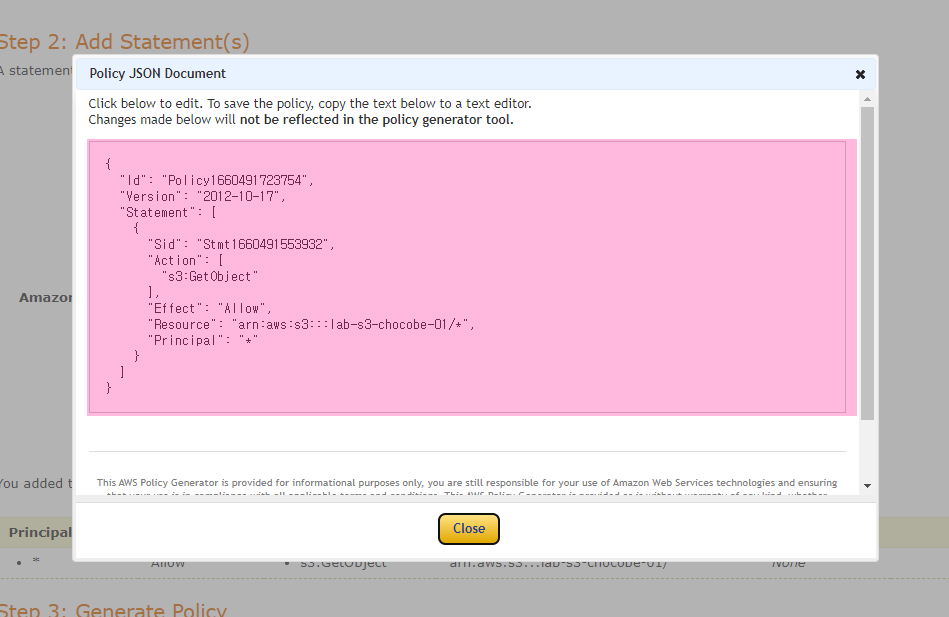 Step 2: Add Statement(s)
A statement
Policy JSON Document
Click below to edit. To save the policy, copy the text below to a text editor.
Changes made below will not be reflected in the policy generator tool.
{
"Id": "Policy1660491723754",
"Version": "2012-10-17",
"Statement": [
{
"Sid": "Stmt1660491553932",
"Action": [
"s3:GetObject"
],
"Effect": "Allow",
"Resource": "arn:aws:s3:::lab-s3-chocobe-01/*",
"Principal": "*"
}
]
}
Amazon
You added t
This AWS Policy Generator is provided for informational purposes only, you are still responsible for your use of Amazon Web Services technologies and ensuring
that your use is in compliance with all applicable terms and conditions. This AWS Policy Generator is provided as is without warranty of any kind, whether
Close
Principal
• * Allow • s3:GetObject arn:aws:s3:::lab-s3-chocobe-01/ None
Step 3: Generate Policy